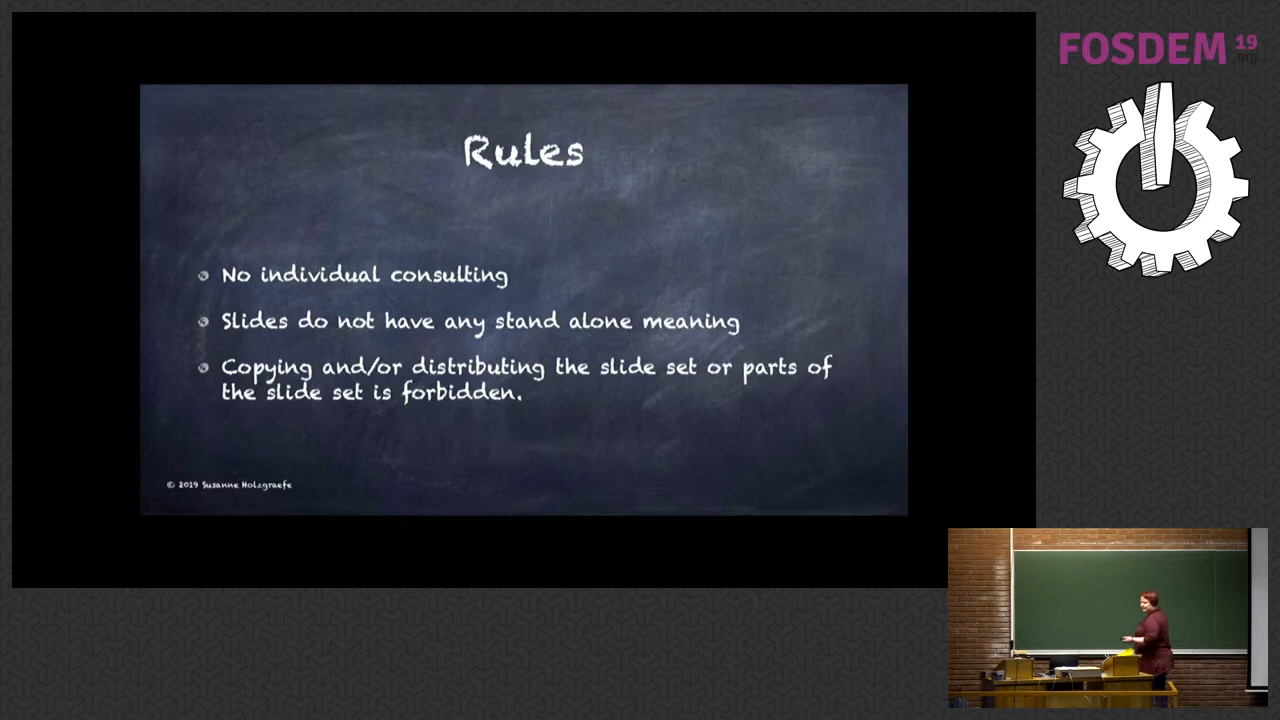 FOSDEM 19
.org
Rules
No individual consulting
Slides do not have any stand alone meaning
Copying and/or distributing the slide set or parts of
the slide set is forbidden.
© 2019 Susanne Holzgraefe